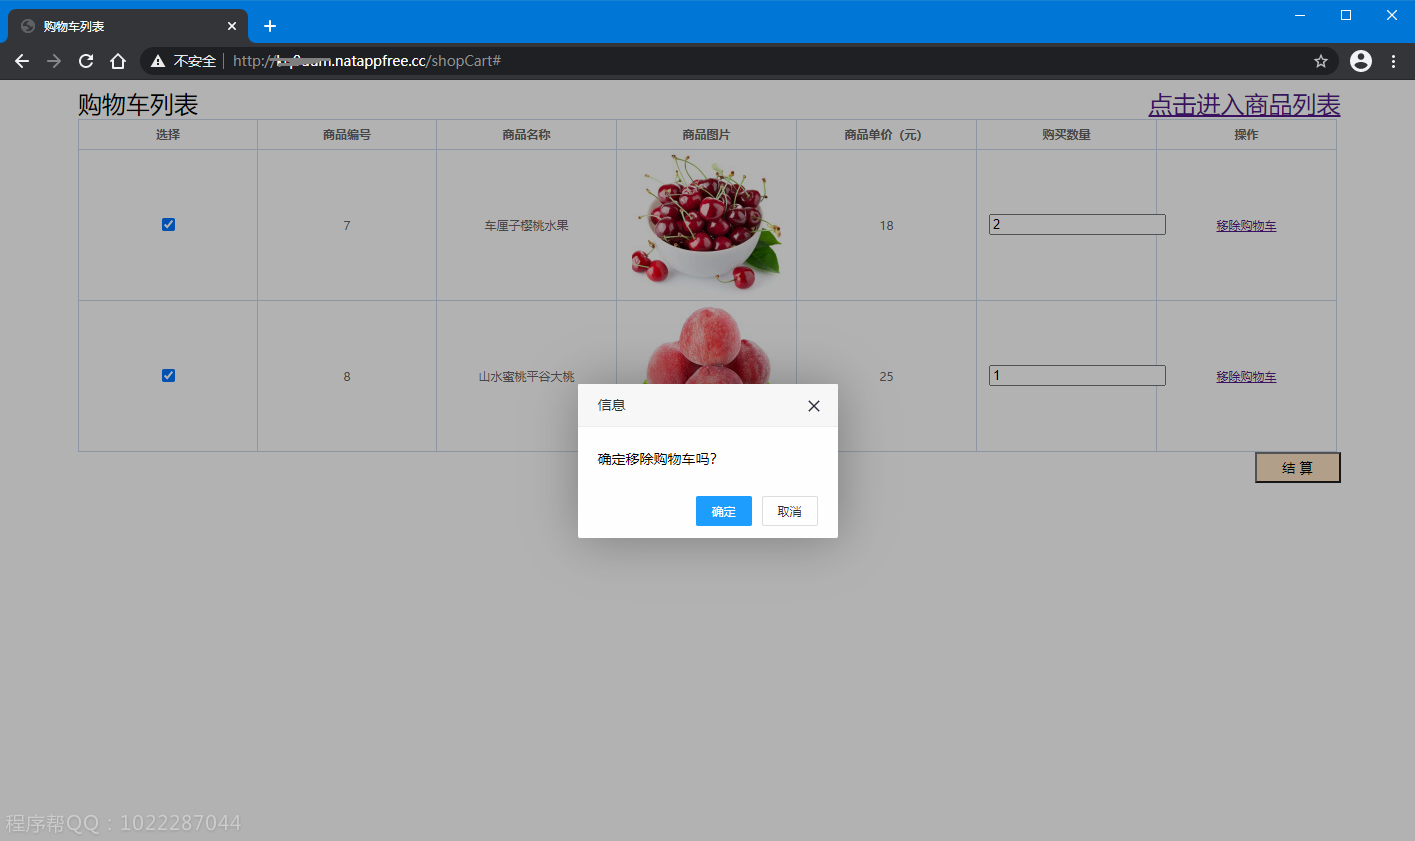 购物车列表
不安全 http://natappfree.cc/shopCart#
购物车列表 点击进入商品列表
选择 商品编号 商品名称 商品图片 商品单价（元） 购买数量 操作
7 车厘子樱桃水果 18 2 移除购物车
8 山水蜜桃平谷大桃 25 1 移除购物车
信息
确定移除购物车吗？
确定 取消
结 算
程序帮QQ：1022287044